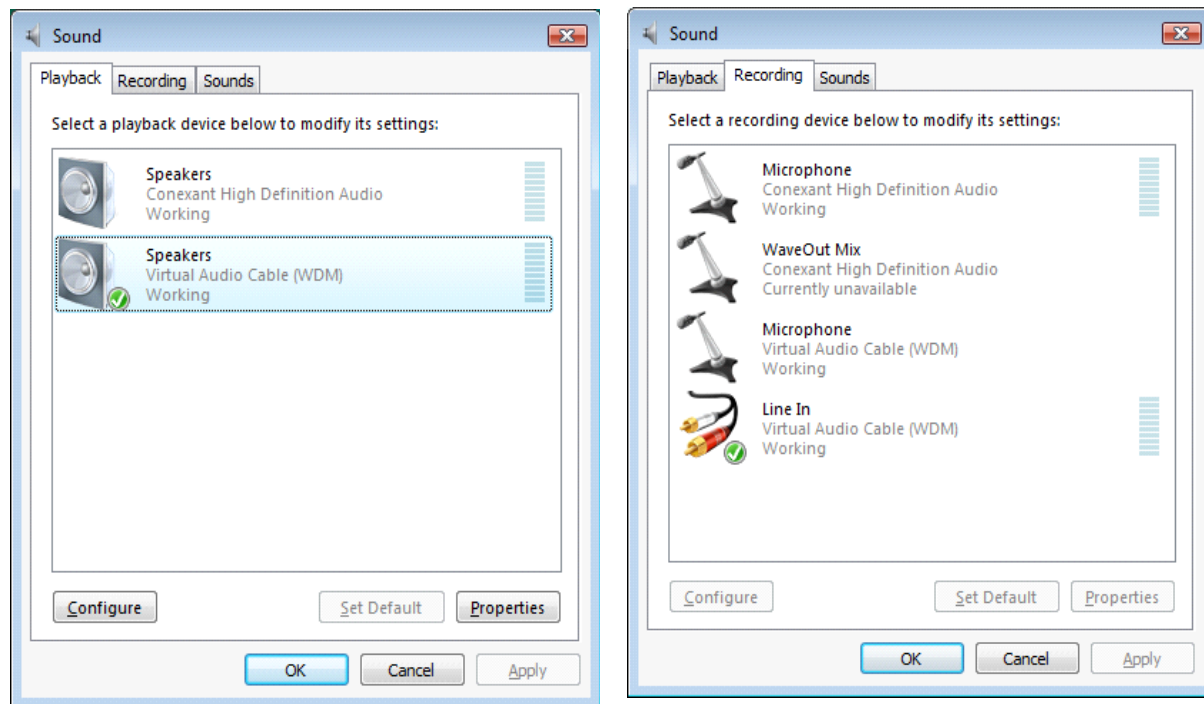 Sound
Playback
Recording
Sounds
Select a playback device below to modify its settings:
Speakers
Conexant High Definition Audio
Working
Speakers
Virtual Audio Cable (WDM)
Working
Configure
Set Default
Properties
OK
Cancel
Apply
Sound
Playback
Recording
Sounds
Select a recording device below to modify its settings:
Microphone
Conexant High Definition Audio
Working
WaveOut Mix
Conexant High Definition Audio
Currently unavailable
Microphone
Virtual Audio Cable (WDM)
Working
Line In
Virtual Audio Cable (WDM)
Working
Configure
Set Default
Properties
OK
Cancel
Apply